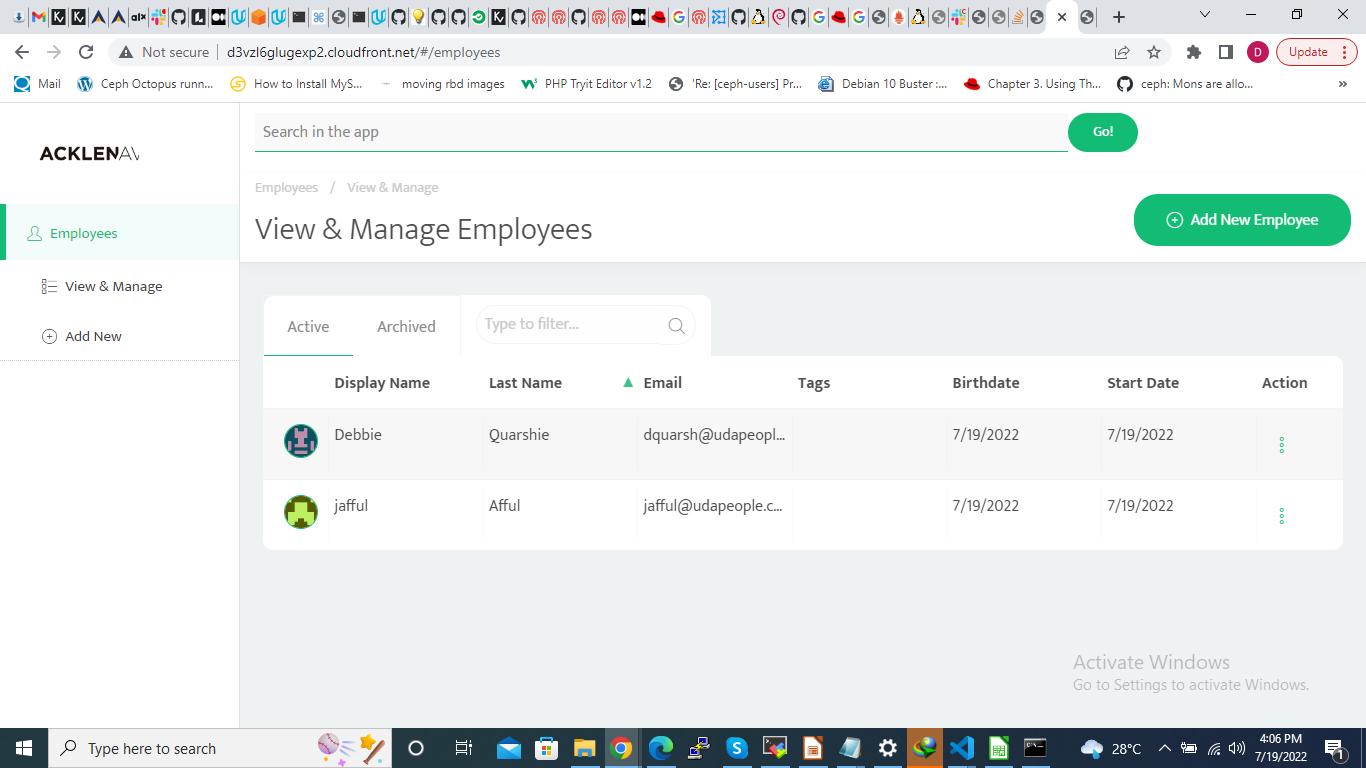 Not secure
d3vzl6glugexp2.cloudfront.net/#/employees
D
Update
Mail
Ceph Octopus runn...
How to Install MyS...
moving rbd images
PHP Tryit Editor v1.2
'Re: [ceph-users] Pr...
Debian 10 Buster :...
Chapter 3. Using Th...
ceph: Mons are allo...
»
ACKLENAV
Search in the app
Go!
Employees / View & Manage
View & Manage Employees
Add New Employee
Employees
View & Manage
Add New
Active
Archived
Type to filter...
Display Name Last Name Email Tags Birthdate Start Date Action
Debbie Quarshie dquarsh@udapeopl... 7/19/2022 7/19/2022
jafful Afful jafful@udapeople.c... 7/19/2022 7/19/2022
Activate Windows
Go to Settings to activate Windows.
Type here to search
28°C
4:06 PM
7/19/2022
1